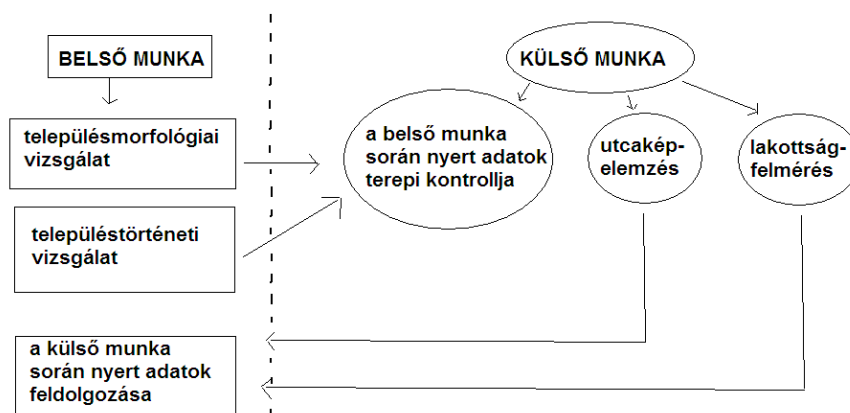 BELSŐ MUNKA
településmorfológiai
vizsgálat
településtörténeti
vizsgálat
a külső munka
során nyert adatok
feldolgozása
KÜLSŐ MUNKA
a belső munka
során nyert adatok
terepi kontrollja
utcakép-
elemzés
lakottság-
felmérés